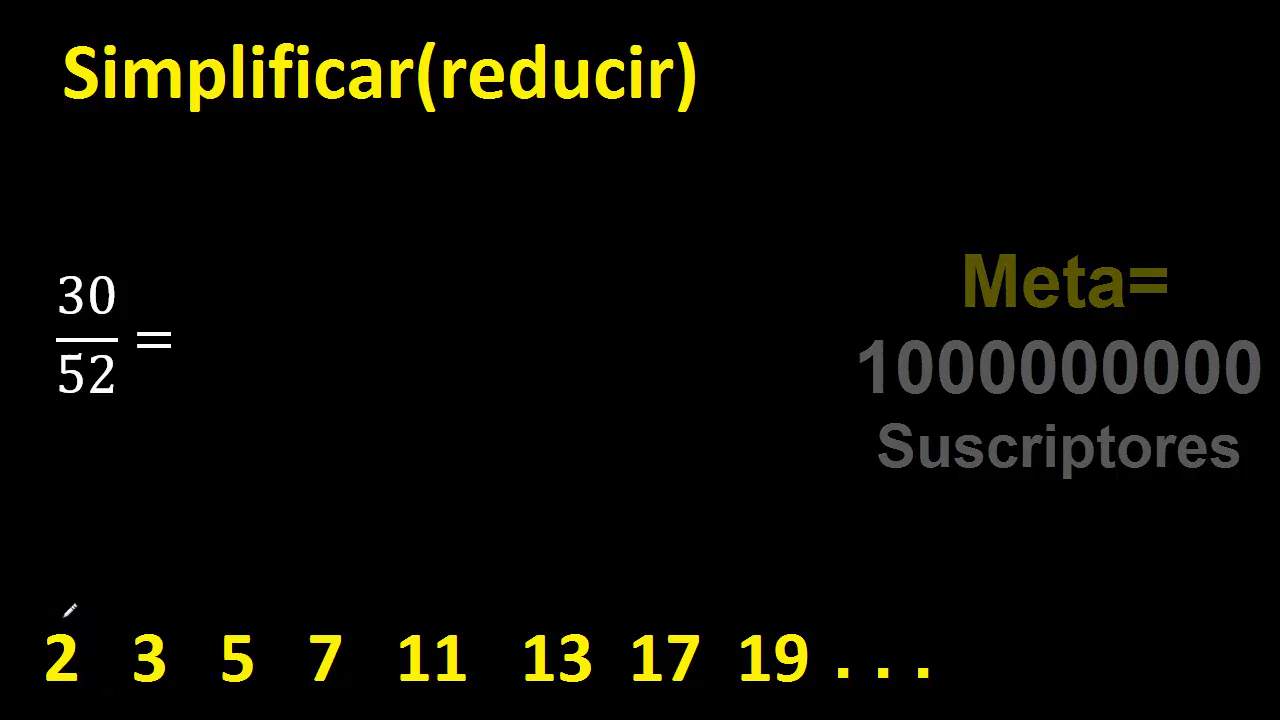 Simplificar(reducir)
30
52 =
Meta=
1000000000
Suscriptores
2 3 5 7 11 13 17 19 . . .